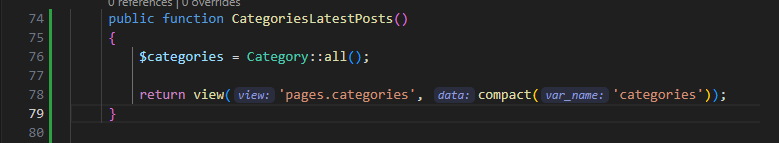 0 references | 0 overrides
74 public function CategoriesLatestPosts()
75 {
76 $categories = Category::all();
77
78 return view( view: 'pages.categories', data: compact( var_name: 'categories'));
79 }
80